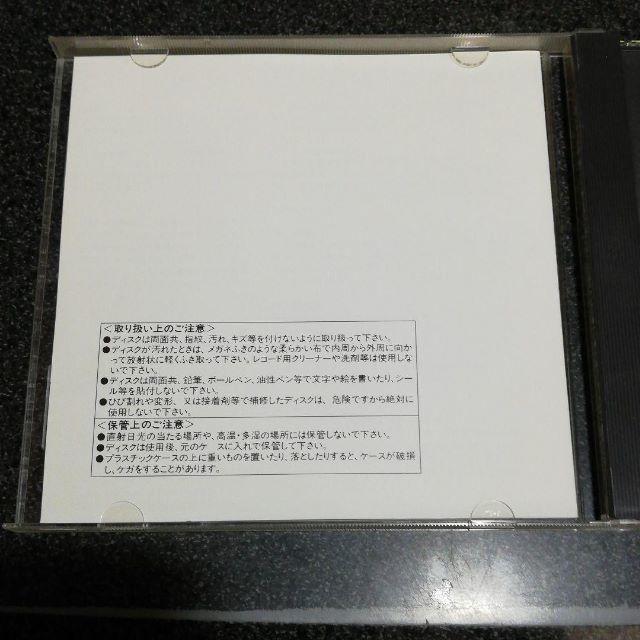 ＜取り扱い上のご注意＞
●ディスクは両面共、指紋、汚れ、キズ等を付けないように取り扱って下さい。
●ディスクが汚れたときは、メガネふきのような柔らかい布で内周から外周に向か
って放射状に軽くふき取って下さい。レコード用クリーナーや洗剤等は使用しな
いで下さい。
●ディスクは両面共、鉛筆、ボールペン、油性ペン等で文字や絵を書いたり、シー
ル等を貼付しないで下さい。
●ひび割れや変形、又は接着剤等で補修したディスクは、危険ですから絶対に
使用しないで下さい。
＜保管上のご注意＞
●直射日光の当たる場所や、高温・多湿の場所には保管しないで下さい。
●ディスクは使用後、元のケースに入れて保管して下さい。
●プラスチックケースの上に重いものを置いたり、落としたりすると、ケースが破損
し、ケガをすることがあります。